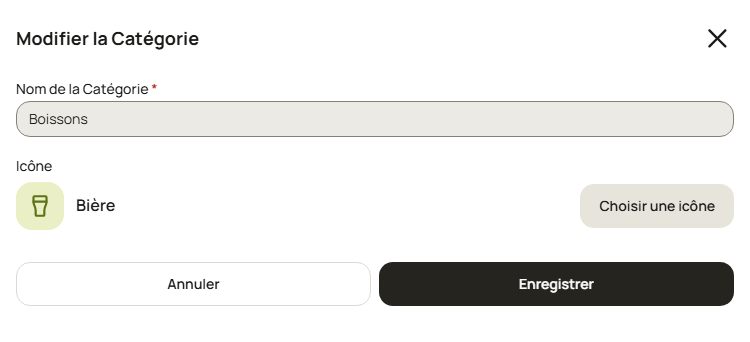 Modifier la Catégorie
Nom de la Catégorie *
Boissons
Icône
Bière
Choisir une icône
Annuler
Enregistrer